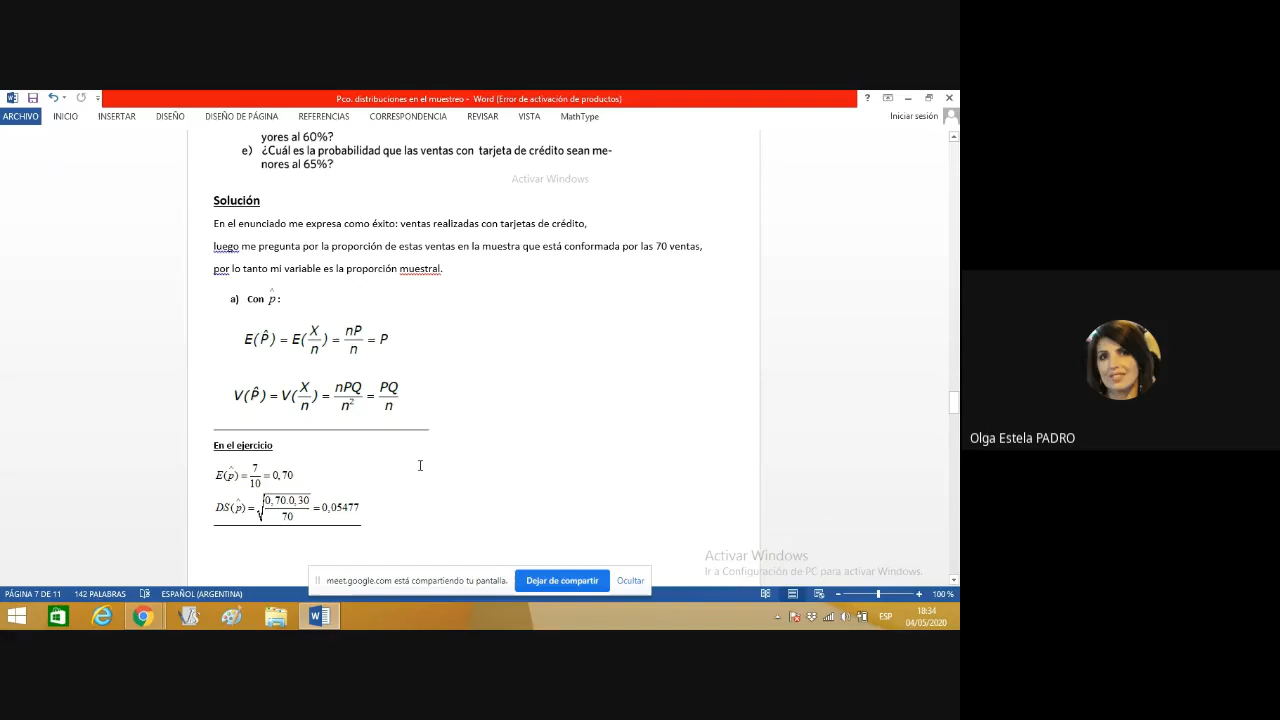 Pco. distribuciones en el muestreo - Word (Error de activación de productos)
ARCHIVO INICIO INSERTAR DISEÑO DISEÑO DE PÁGINA REFERENCIAS CORRESPONDENCIA REVISAR VISTA MathType Iniciar sesión
yores al 60%?
e) ¿Cuál es la probabilidad que las ventas con tarjeta de crédito sean me-
nores al 65%?
Activar Windows
Solución
En el enunciado me expresa como éxito: ventas realizadas con tarjetas de crédito,
luego me pregunta por la proporción de estas ventas en la muestra que está conformada por las 70 ventas,
por lo tanto mi variable es la proporción muestral.
a) Con p̂ :
E(P̂) = E(X/n) = nP/n = P
V(P̂) = V(X/n) = nPQ/n² = PQ/n
En el ejercicio
E(p̂) = 7/10 = 0,70
DS(p̂) = √(0,70.0,30/70) = 0,05477
Activar Windows
Ir a Configuración de PC para activar Windows.
meet.google.com está compartiendo tu pantalla. Dejar de compartir Ocultar
PÁGINA 7 DE 11 142 PALABRAS ESPAÑOL (ARGENTINA) 100 %
ESP 18:34
04/05/2020
Olga Estela PADRO